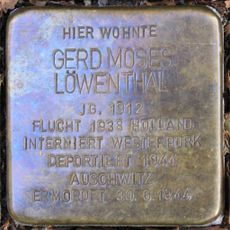 HIER WOHNTE
GERD MOSES
LÖWENTHAL
JG. 1912
FLUCHT 1938 HOLLAND
INTERNIERT WESTERBORK
DEPORTIERT 1944
AUSCHWITZ
ERMORDET 30.6.1944